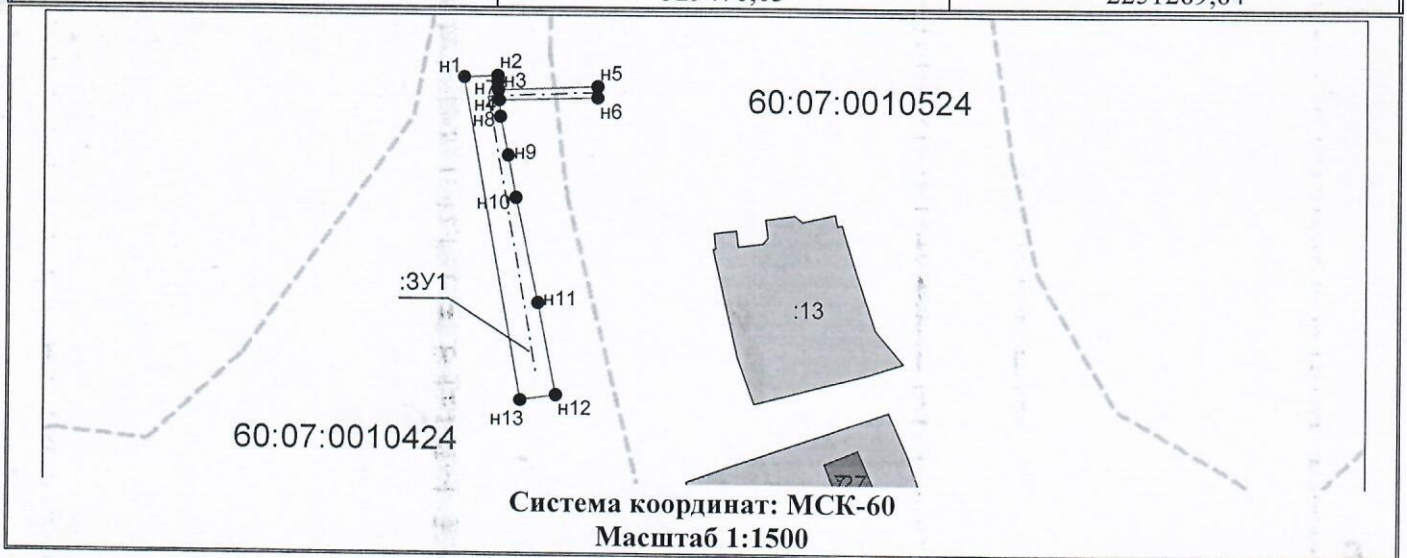 н1
н2
н3
н5
н7
н4
н6
н8
н9
н10
60:07:0010524
:ЗУ1
н11
:13
н13
н12
60:07:0010424
Система координат: МСК-60
Масштаб 1:1500